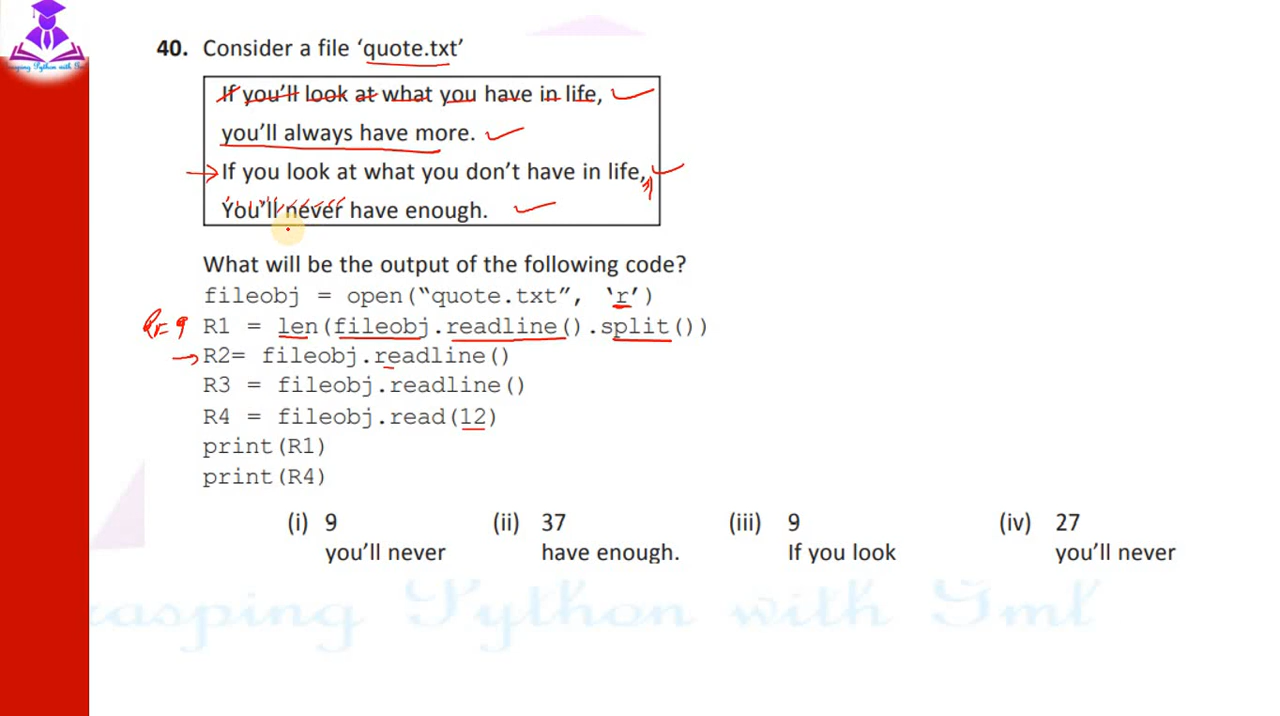 40. Consider a file ‘quote.txt’
If you’ll look at what you have in life,
you’ll always have more.
If you look at what you don’t have in life,
You’ll never have enough.
What will be the output of the following code?
fileobj = open(“quote.txt”, ‘r’)
R1 = len(fileobj.readline().split())
R2= fileobj.readline()
R3 = fileobj.readline()
R4 = fileobj.read(12)
print(R1)
print(R4)
(i) 9 (ii) 37 (iii) 9 (iv) 27
you’ll never have enough. If you look you’ll never
Python with